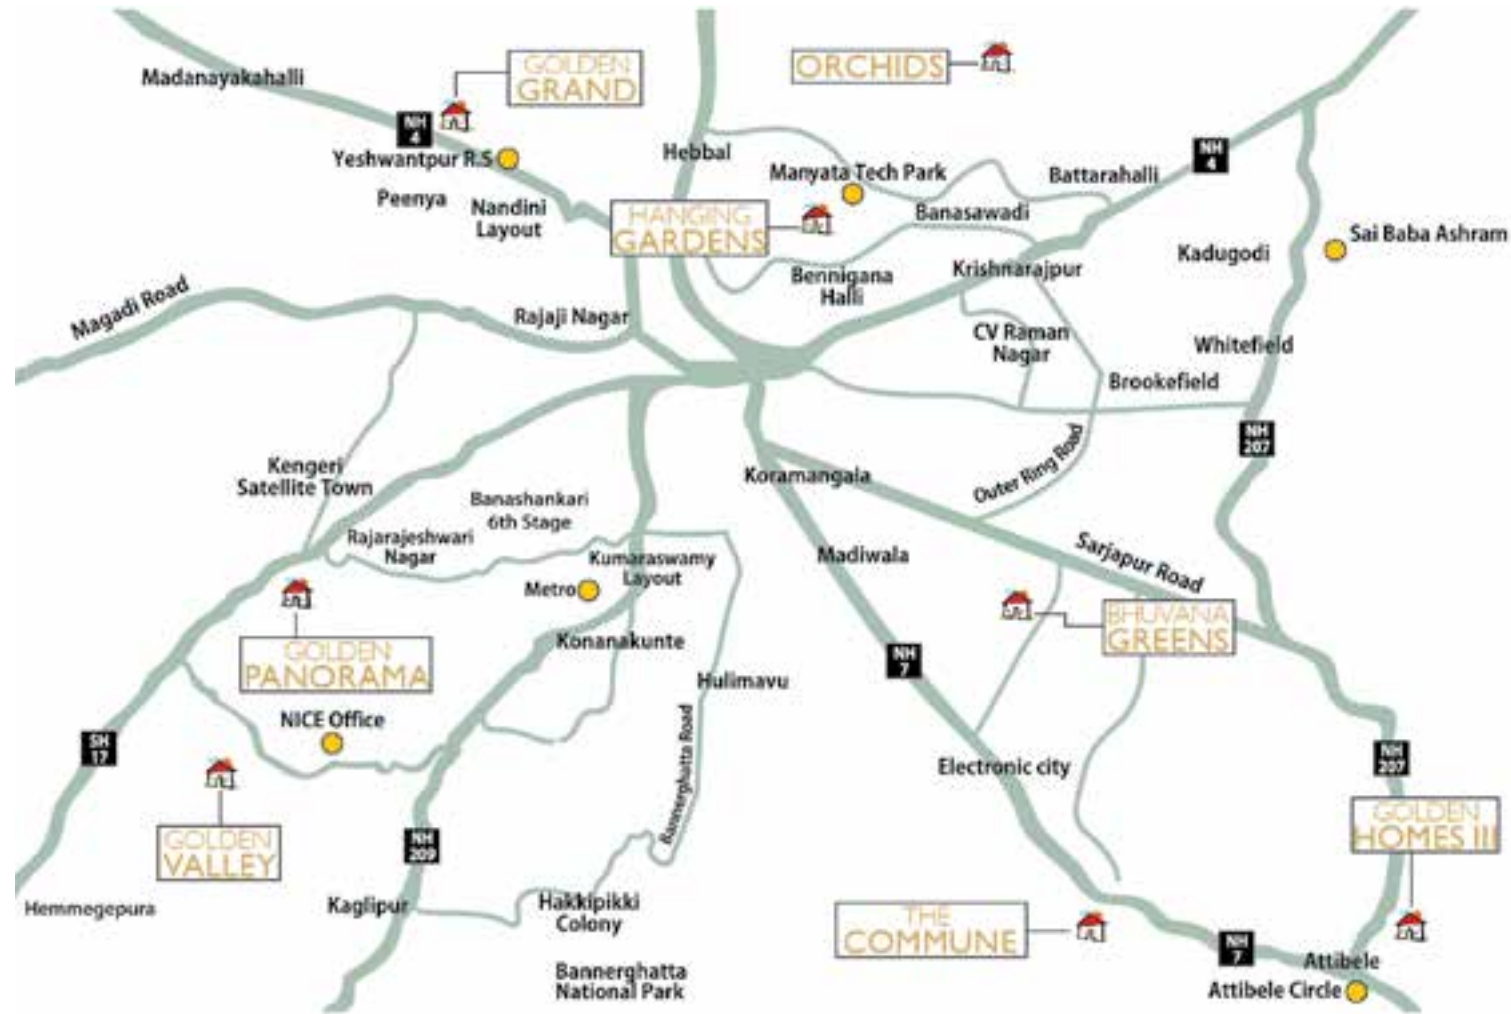 GOLDEN
GRAND
ORCHIDS
Madanayakahalli
NH
4
Yeshwantpur R.S
Hebbal
NH
4
Manyata Tech Park
Battarahalli
Peenya
Nandini
Layout
HANGING
GARDENS
Banasawadi
Sai Baba Ashram
Kadugodi
Bennigana
Halli
Krishnarajpur
Magadi Road
Rajaji Nagar
CV Raman
Nagar
Whitefield
Brookefield
NH
207
Kengeri
Satellite Town
Koramangala
Outer Ring Road
Banashankari
6th Stage
Rajarajeshwari
Nagar
Kumaraswamy
Layout
Madiwala
Sarjapur Road
Metro
BHUVANA
GREENS
Konanakunte
GOLDEN
PANORAMA
NH
7
Hulimavu
NICE Office
SH
17
Bannerghatta Road
Electronic city
NH
207
GOLDEN
VALLEY
NH
209
GOLDEN
HOMES III
Hemmegepura
Kaglipur
Hakkipikki
Colony
THE
COMMUNE
NH
7
Attibele
Bannerghatta
National Park
Attibele Circle